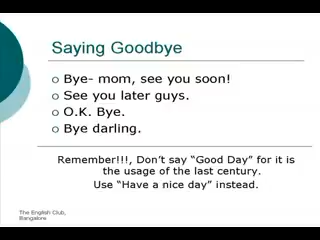 Saying Goodbye
Bye- mom, see you soon!
See you later guys.
O.K. Bye.
Bye darling.
Remember!!!, Don't say "Good Day" for it is
the usage of the last century.
Use "Have a nice day" instead.
The English Club,
Bangalore